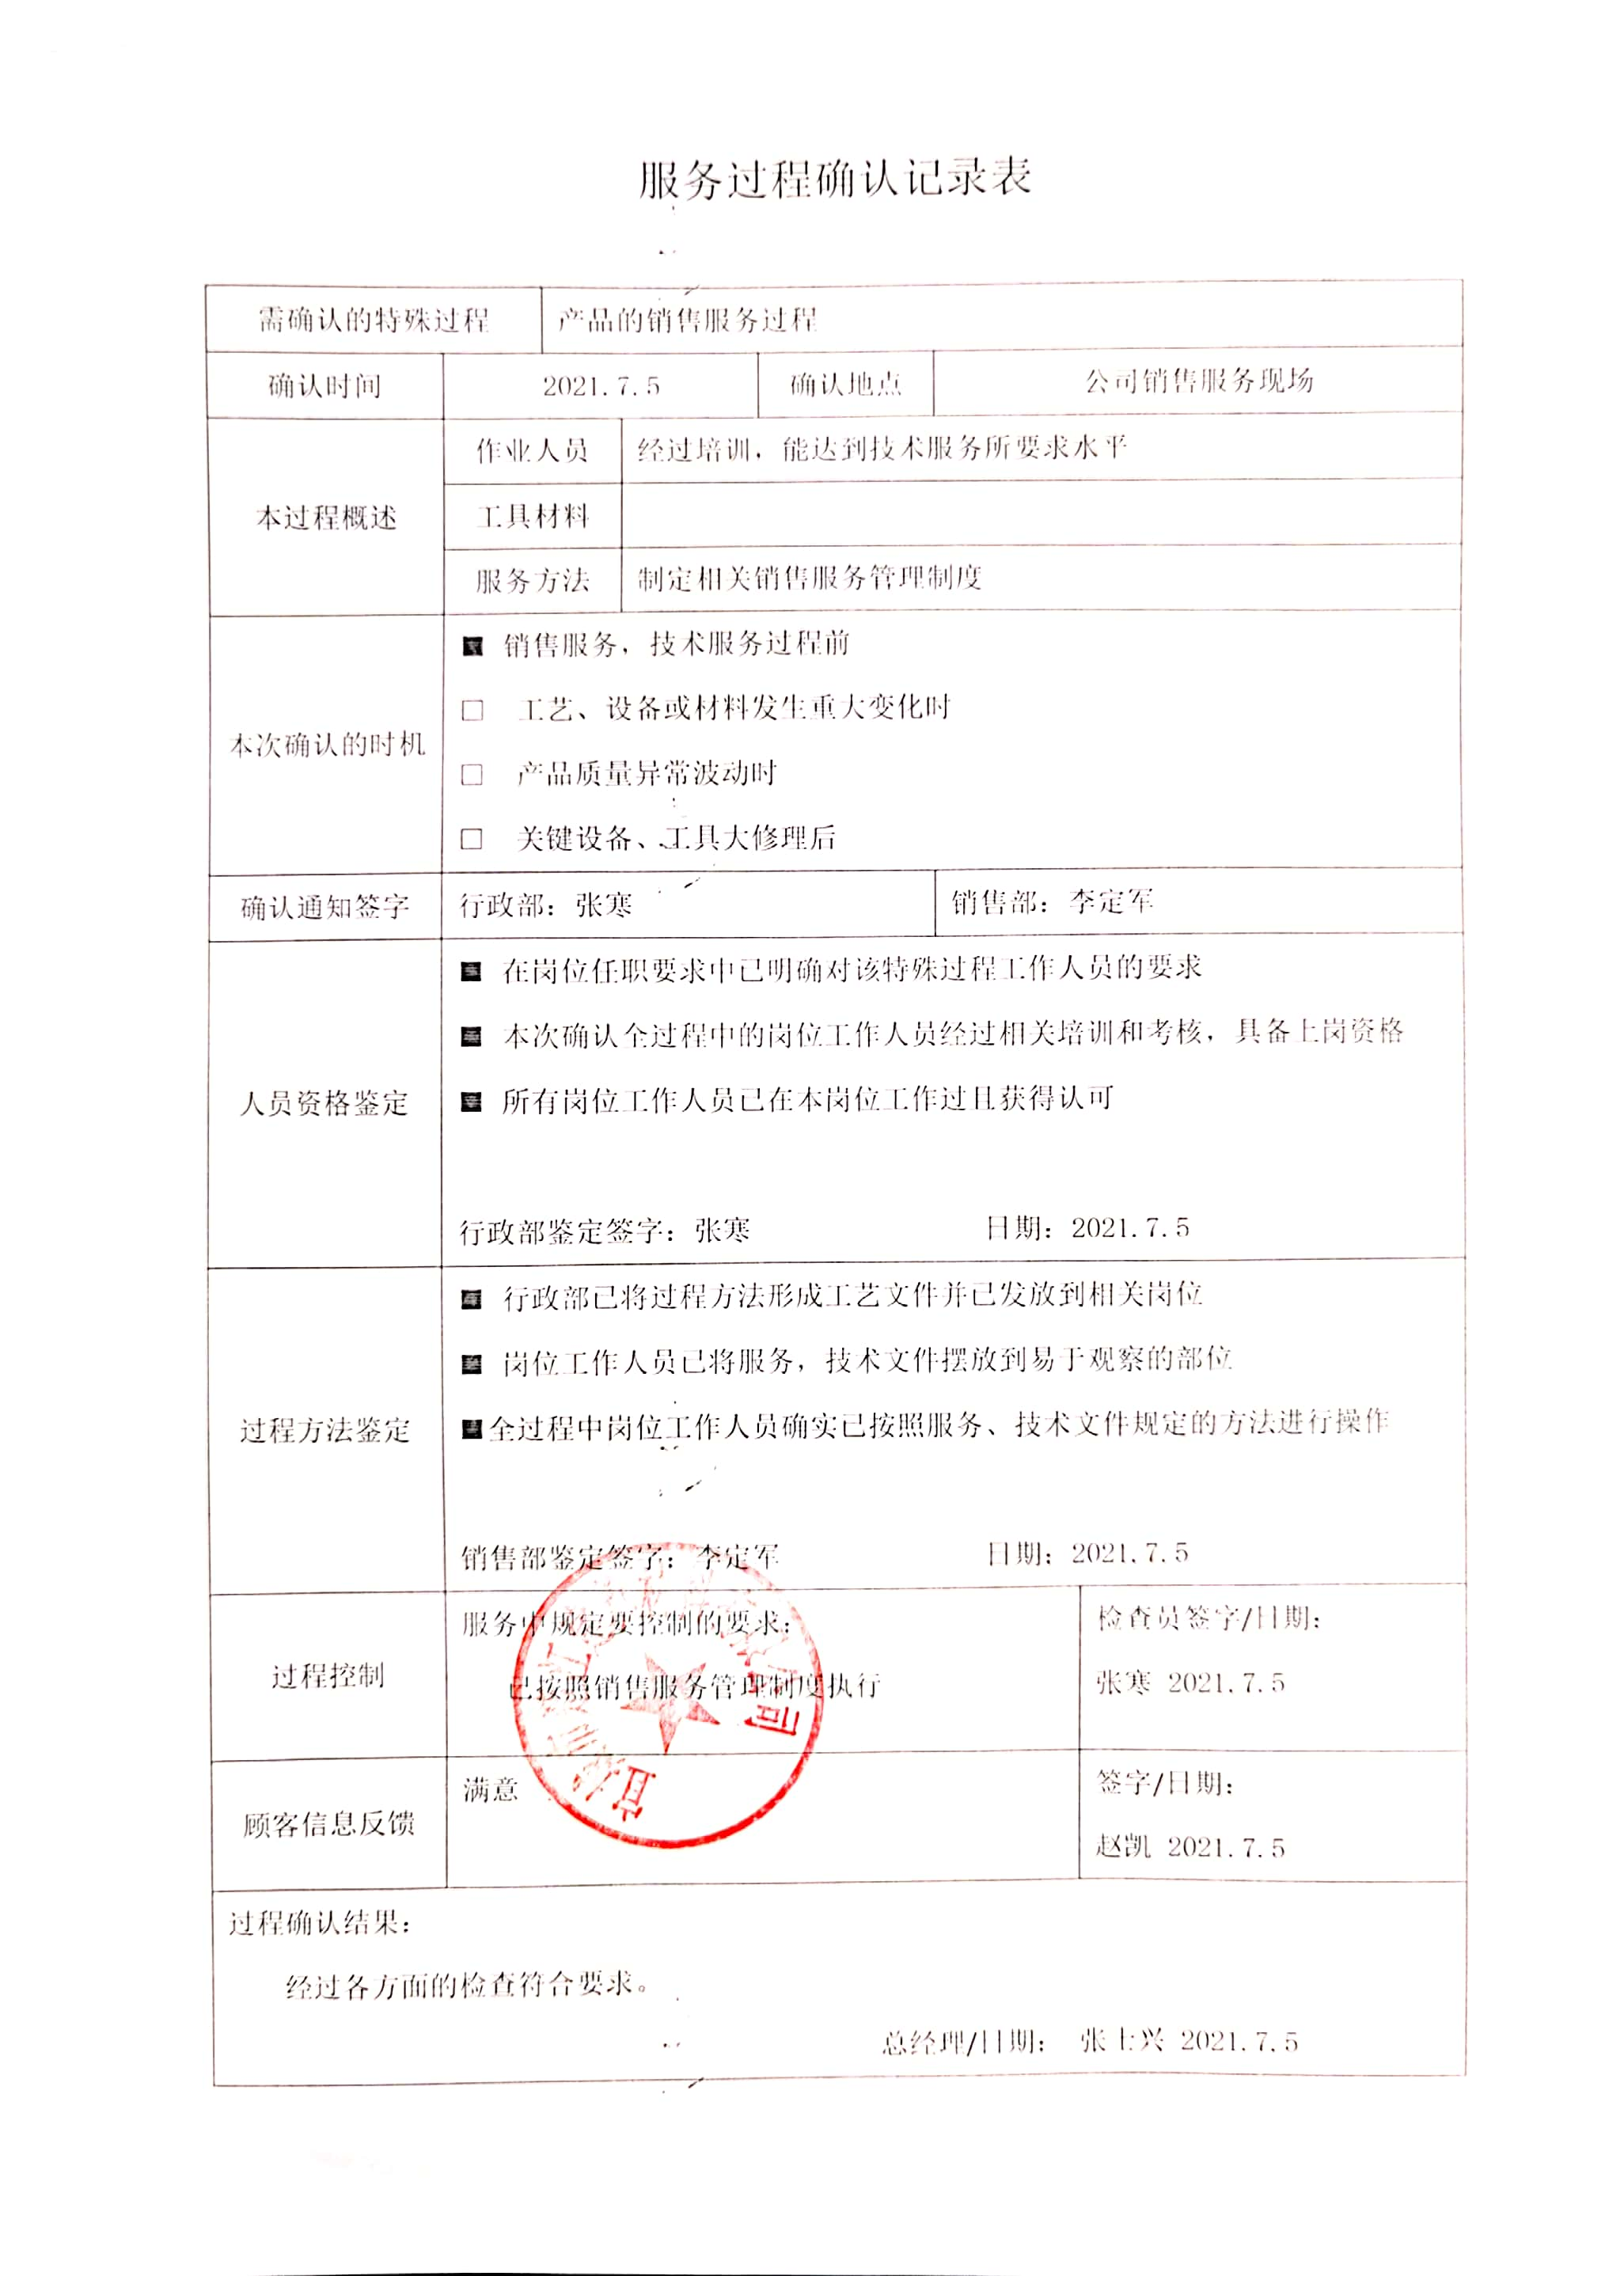 服务过程确认记录表
需确认的特殊过程 产品的销售服务过程
确认时间 2021.7.5 确认地点 公司销售服务现场
本过程概述
作业人员 经过培训，能达到技术服务所要求水平
工具材料
服务方法 制定相关销售服务管理制度
本次确认的时机
■ 销售服务，技术服务过程前
□ 工艺、设备或材料发生重大变化时
□ 产品质量异常波动时
□ 关键设备、工具大修理后
确认通知签字 行政部：张寒 销售部：李定军
人员资格鉴定
■ 在岗位任职要求中已明确对该特殊过程工作人员的要求
■ 本次确认全过程中的岗位工作人员经过相关培训和考核，具备上岗资格
■ 所有岗位工作人员已在本岗位工作过且获得认可
行政部鉴定签字：张寒 日期：2021.7.5
过程方法鉴定
■ 行政部已将过程方法形成工艺文件并已发放到相关岗位
■ 岗位工作人员已将服务，技术文件摆放到易于观察的部位
■全过程中岗位工作人员确实已按照服务、技术文件规定的方法进行操作
销售部鉴定签字：李定军 日期：2021.7.5
过程控制
服务中规定要控制的要求：
已按照销售服务管理制度执行
检查员签字/日期：
张寒 2021.7.5
顾客信息反馈
满意
签字/日期：
赵凯 2021.7.5
过程确认结果：
经过各方面的检查符合要求。
总经理/日期： 张士兴 2021.7.5